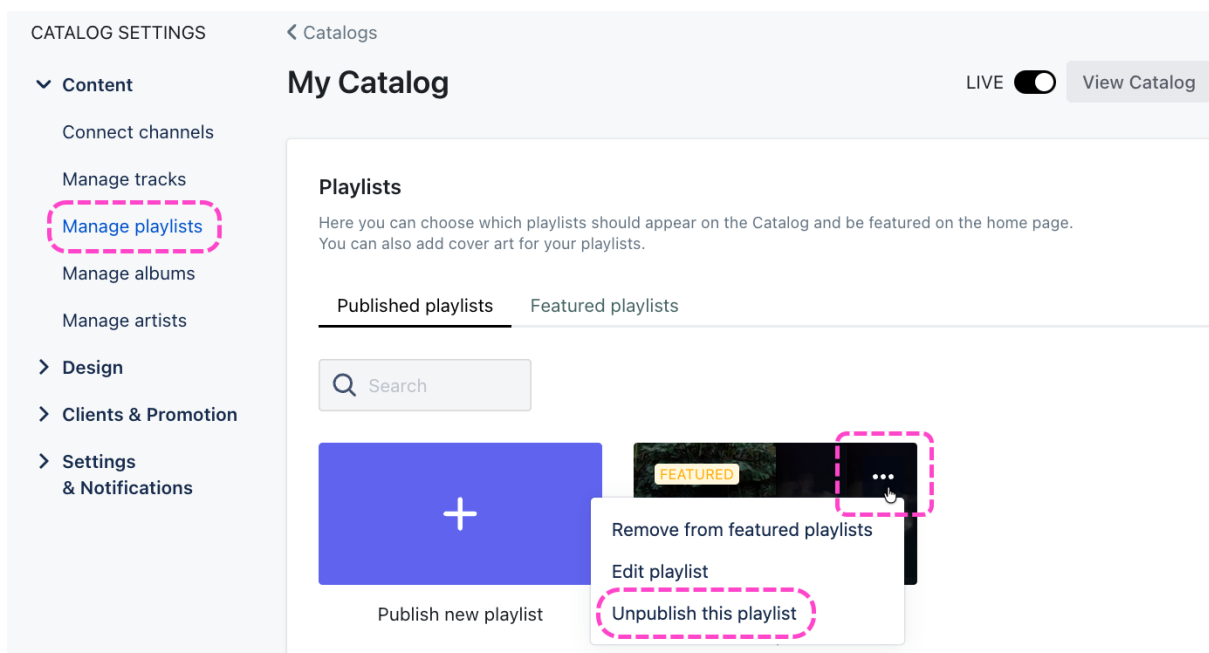 CATALOG SETTINGS
Content
Connect channels
Manage tracks
Manage playlists
Manage albums
Manage artists
Design
Clients & Promotion
Settings
& Notifications
Catalogs
My Catalog
LIVE
View Catalog
Playlists
Here you can choose which playlists should appear on the Catalog and be featured on the home page.
You can also add cover art for your playlists.
Published playlists
Featured playlists
Search
FEATURED
Remove from featured playlists
Edit playlist
Unpublish this playlist
Publish new playlist